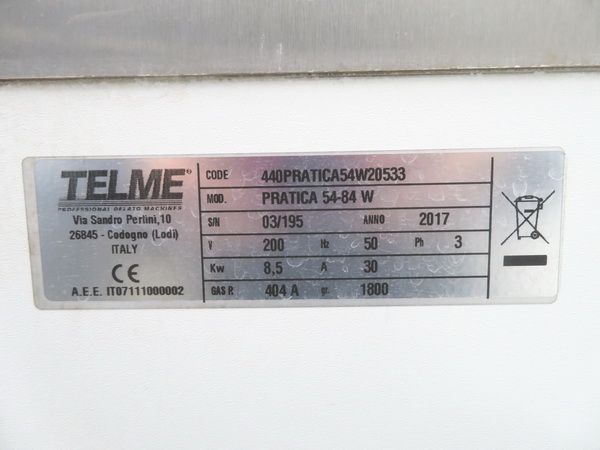 TELME®
PROFESSIONAL GELATO MACHINES
Via Sandro Pertini,10
26845 - Codogno (Lodi)
ITALY
CE
A.E.E. IT07111000002
CODE 440PRATICA54W20533
MOD. PRATICA 54-84 W
S/N 03/195 ANNO 2017
V 200 Hz 50 Ph 3
Kw 8,5 A 30
GAS R 404 A gr. 1800